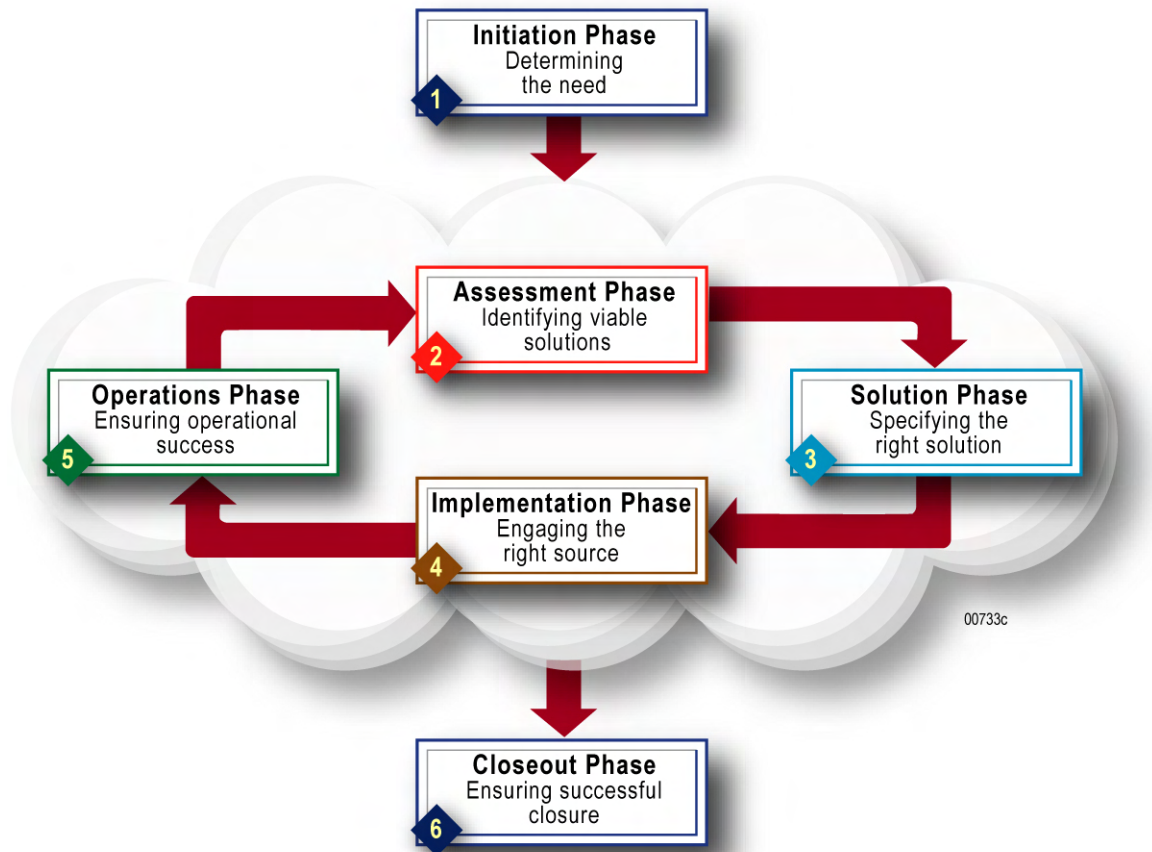 Initiation Phase
Determining
the need
1
Assessment Phase
Identifying viable
solutions
2
Solution Phase
Specifying the
right solution
3
Implementation Phase
Engaging the
right source
4
Operations Phase
Ensuring operational
success
5
00733c
Closeout Phase
Ensuring successful
closure
6